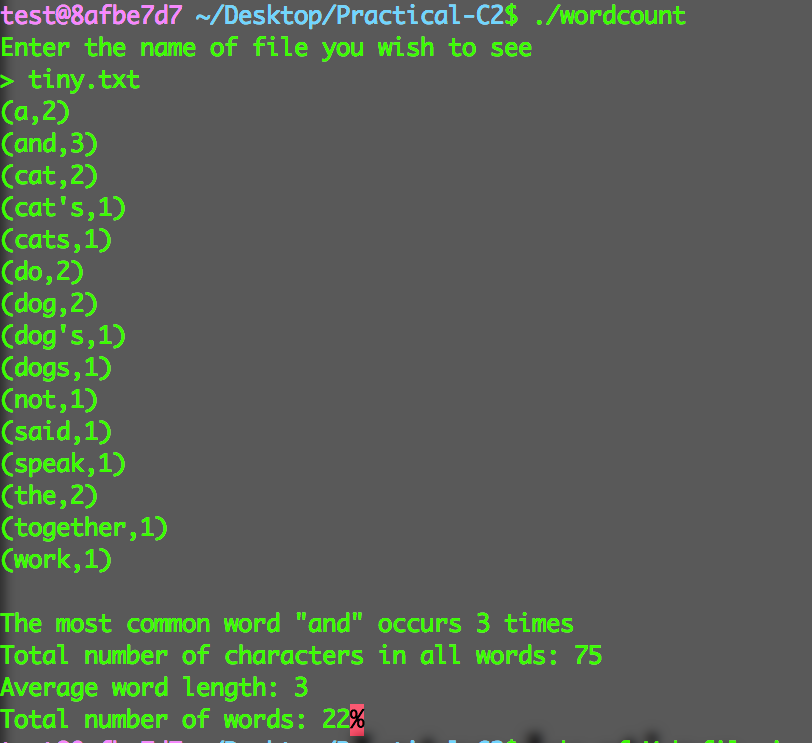 test@8afbe7d7 ~/Desktop/Practical-C2$ ./wordcount
Enter the name of file you wish to see
> tiny.txt
(a,2)
(and,3)
(cat,2)
(cat's,1)
(cats,1)
(do,2)
(dog,2)
(dog's,1)
(dogs,1)
(not,1)
(said,1)
(speak,1)
(the,2)
(together,1)
(work,1)
The most common word "and" occurs 3 times
Total number of characters in all words: 75
Average word length: 3
Total number of words: 22%